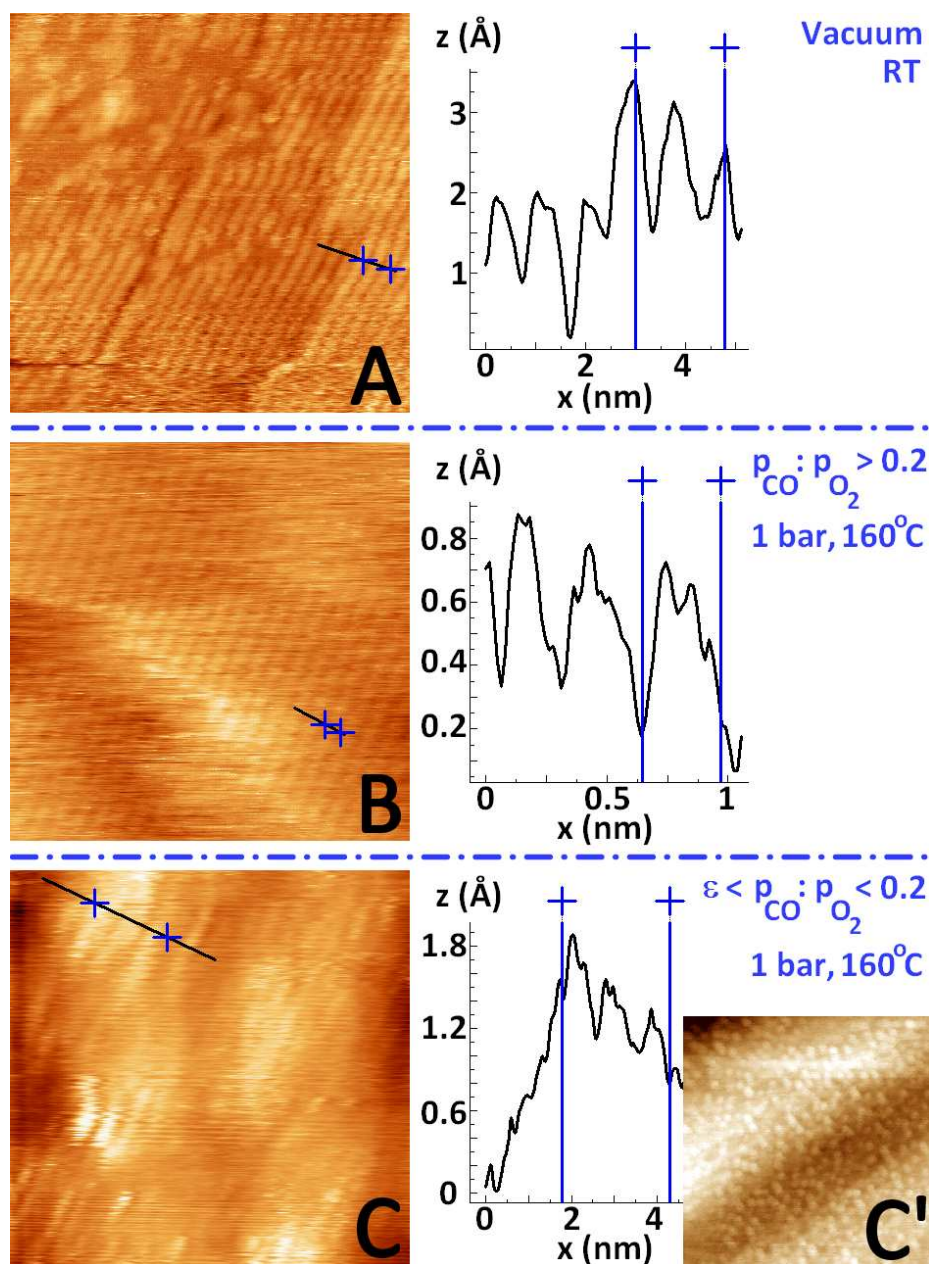 z (Å)
Vacuum
RT
3
2
1
0 2 4
x (nm)
A
z (Å)
pCO : pO2 > 0.2
1 bar, 160°C
0.8
0.6
0.4
0.2
0 0.5 1
x (nm)
B
z (Å)
ε < pCO : pO2 < 0.2
1 bar, 160°C
1.8
1.2
0.6
0
0 2 4
x (nm)
C
C'